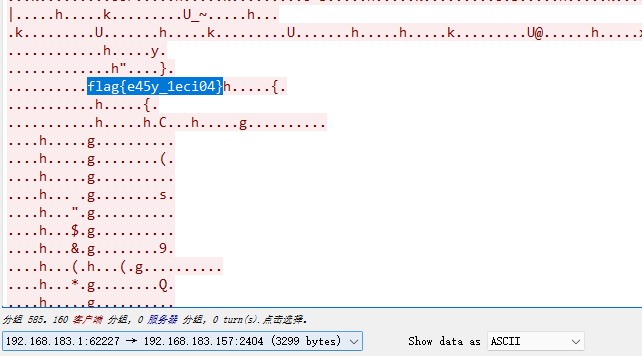 |.....h.....k.........U_~.....h...
.k.........U.......h.....k.........U.......h.....h.....k.........U@......h.....x
............h.....y.
.............h"....}.
..........flag{e45y_1eci04}h.....{.
...........h.....{.
............h.....h.C...h.....g..........
....h.....g..........
....h.....g........(.
....h.....g..........
....h... .g........s.
....h...".g..........
....h...$.g..........
....h...&.g........9.
....h...(.h...(.g..........
....h...*.g........Q.
....h.....g..........
分组 585. 160 客户端 分组, 0 服务器 分组, 0 turn(s).点击选择。
192.168.183.1:62227 → 192.168.183.157:2404 (3299 bytes) Show data as ASCII